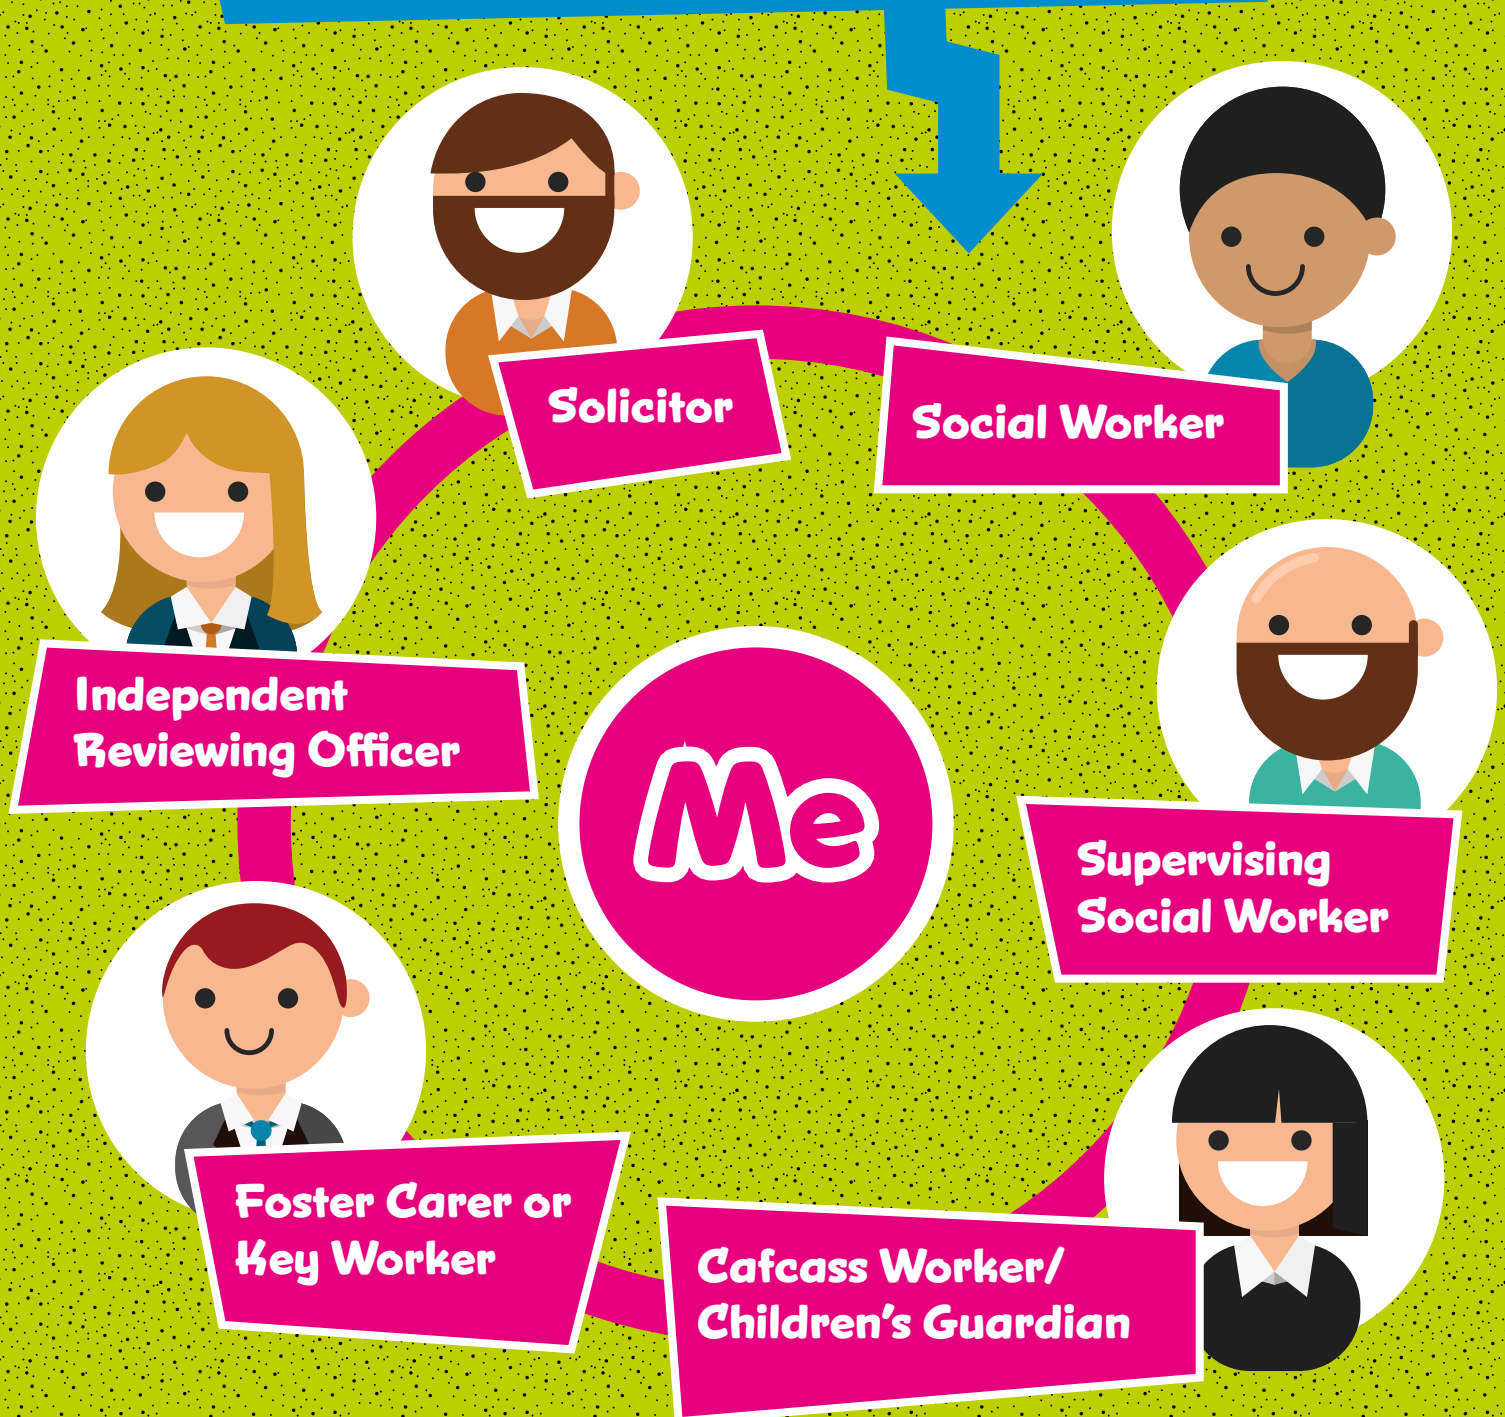 Solicitor
Social Worker
Independent
Reviewing Officer
Me
Supervising
Social Worker
Foster Carer or
Key Worker
Cafcass Worker/
Children's Guardian